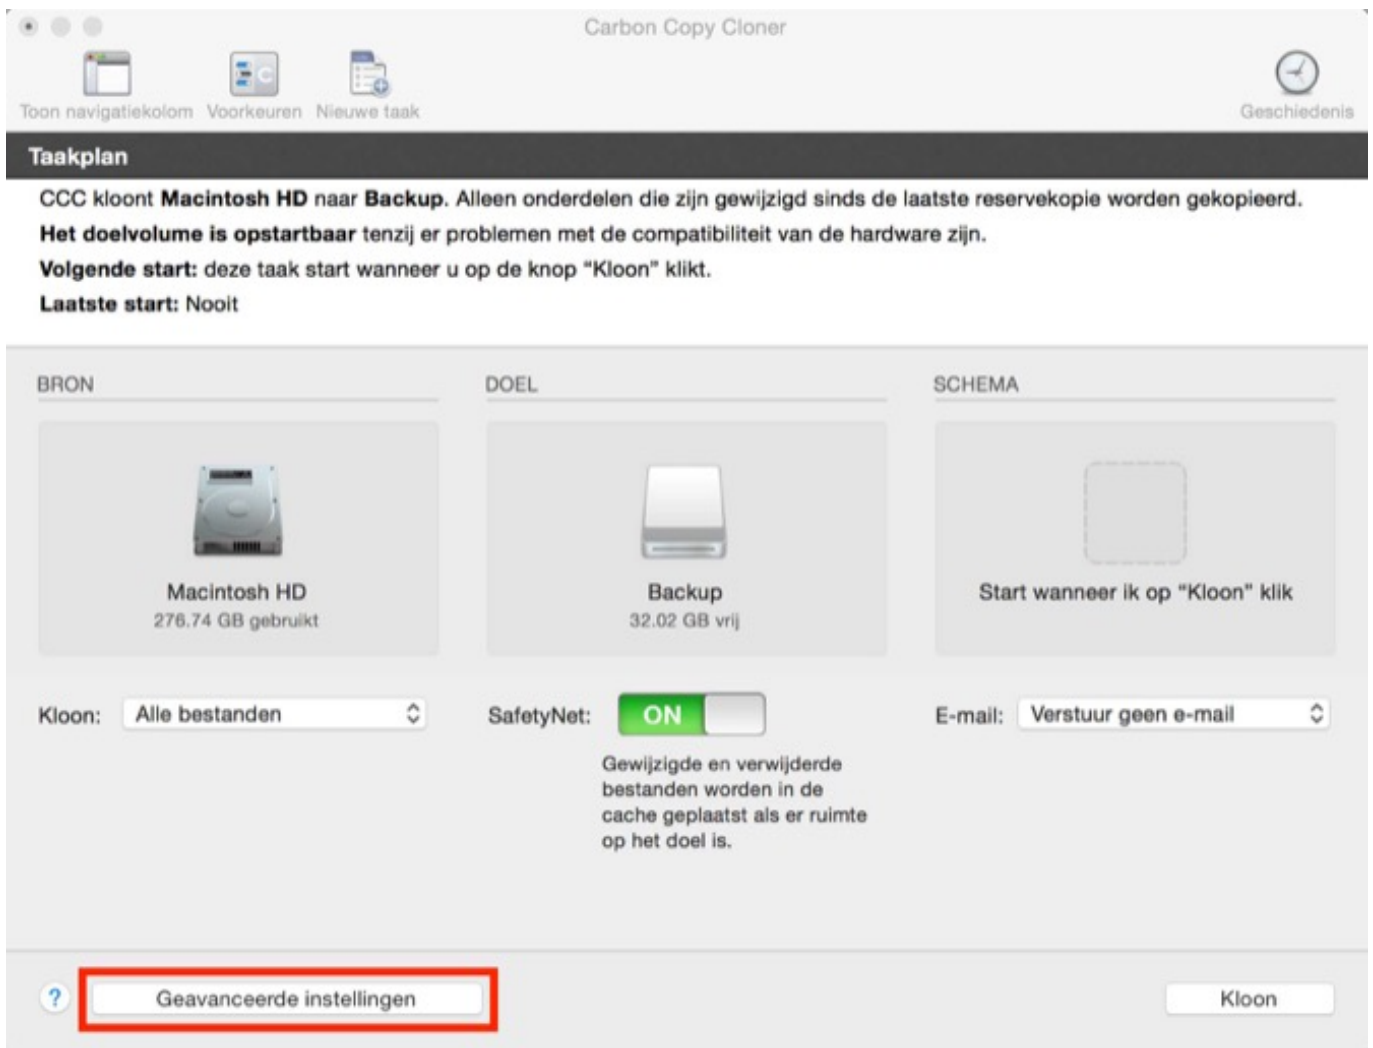 Carbon Copy Cloner
Toon navigatiekolom Voorkeuren Nieuwe taak Geschiedenis
Taakplan
CCC kloont Macintosh HD naar Backup. Alleen onderdelen die zijn gewijzigd sinds de laatste reservekopie worden gekopieerd.
Het doelvolume is opstartbaar tenzij er problemen met de compatibiliteit van de hardware zijn.
Volgende start: deze taak start wanneer u op de knop “Kloon” klikt.
Laatste start: Nooit
BRON DOEL SCHEMA
Macintosh HD Backup Start wanneer ik op “Kloon” klik
276.74 GB gebruikt 32.02 GB vrij
Kloon: Alle bestanden SafetyNet: ON E-mail: Verstuur geen e-mail
Gewijzigde en verwijderde
bestanden worden in de
cache geplaatst als er ruimte
op het doel is.
? Geavanceerde instellingen Kloon